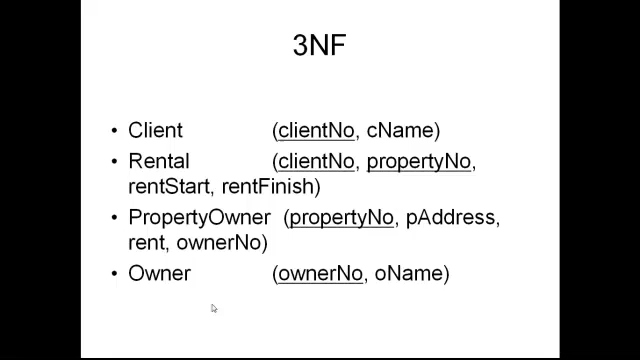 3NF
• Client (clientNo, cName)
• Rental (clientNo, propertyNo,
rentStart, rentFinish)
• PropertyOwner (propertyNo, pAddress,
rent, ownerNo)
• Owner (ownerNo, oName)